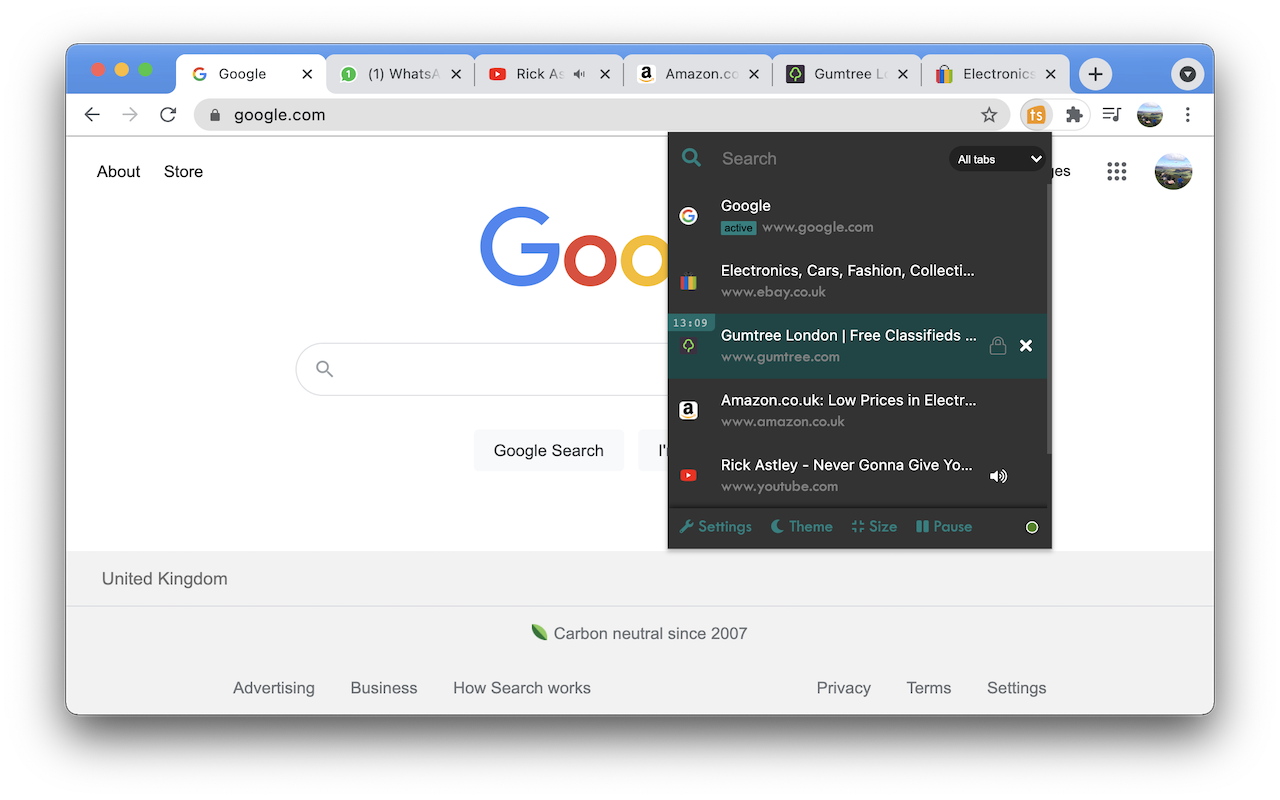 Google
(1) WhatsA
Rick As
Amazon.co
Gumtree Lo
Electronics
google.com
ts
About
Store
Search
All tabs
es
Google
active www.google.com
Goo
Electronics, Cars, Fashion, Collecti...
www.ebay.co.uk
13:09
Gumtree London | Free Classifieds ...
www.gumtree.com
Amazon.co.uk: Low Prices in Electr...
www.amazon.co.uk
Google Search
I'
Rick Astley - Never Gonna Give Yo...
www.youtube.com
Settings Theme Size Pause
United Kingdom
Carbon neutral since 2007
Advertising Business How Search works Privacy Terms Settings